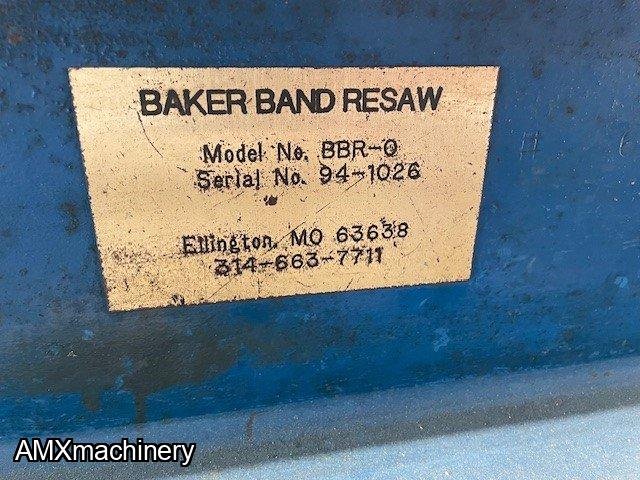 BAKER BAND RESAW
Model No. BBR-0
Serial No. 94-1026
Ellington, MO 63638
314-663-7711
AMXmachinery